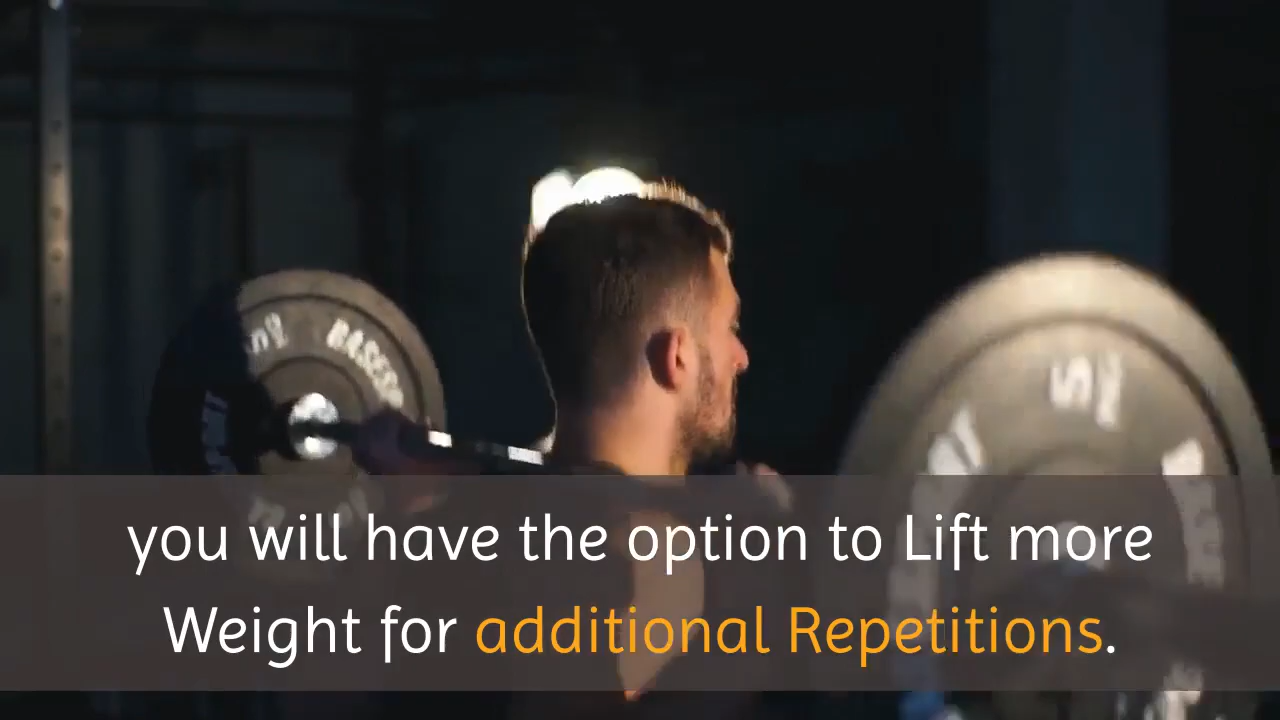 you will have the option to Lift more
Weight for additional Repetitions.